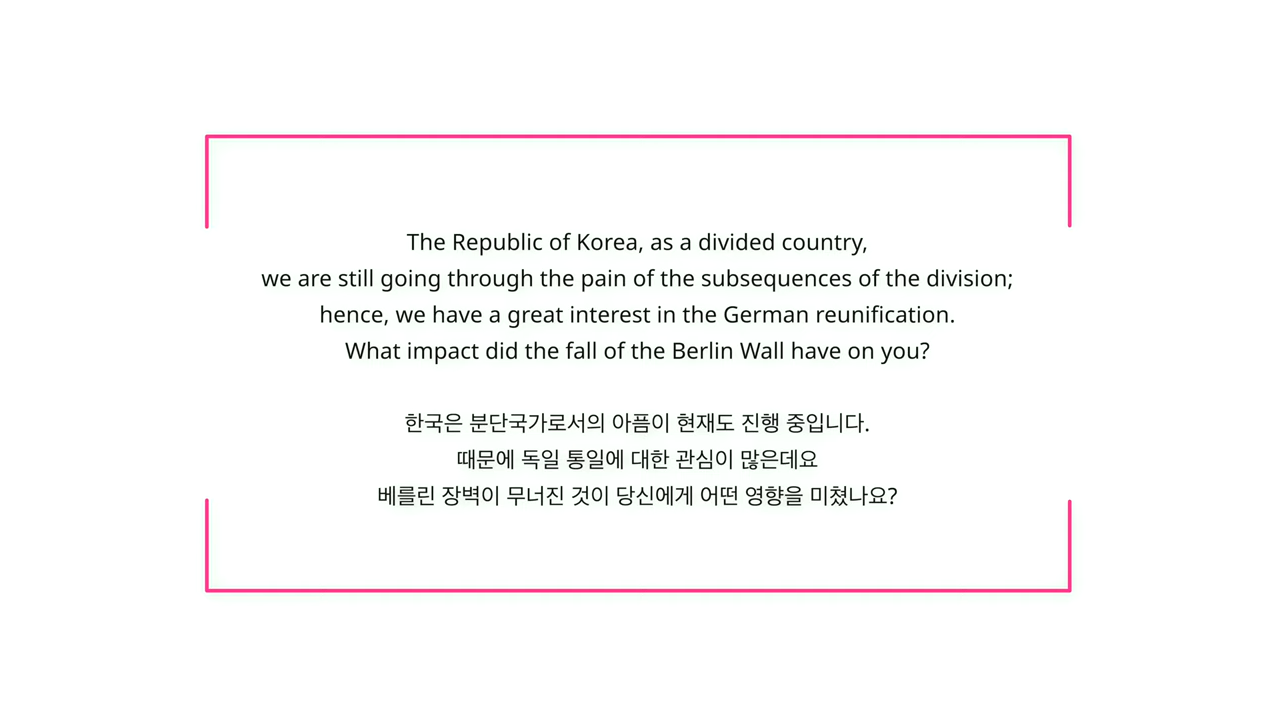 The Republic of Korea, as a divided country,
we are still going through the pain of the subsequences of the division;
hence, we have a great interest in the German reunification.
What impact did the fall of the Berlin Wall have on you?
한국은 분단국가로서의 아픔이 현재도 진행 중입니다.
때문에 독일 통일에 대한 관심이 많은데요
베를린 장벽이 무너진 것이 당신에게 어떤 영향을 미쳤나요?